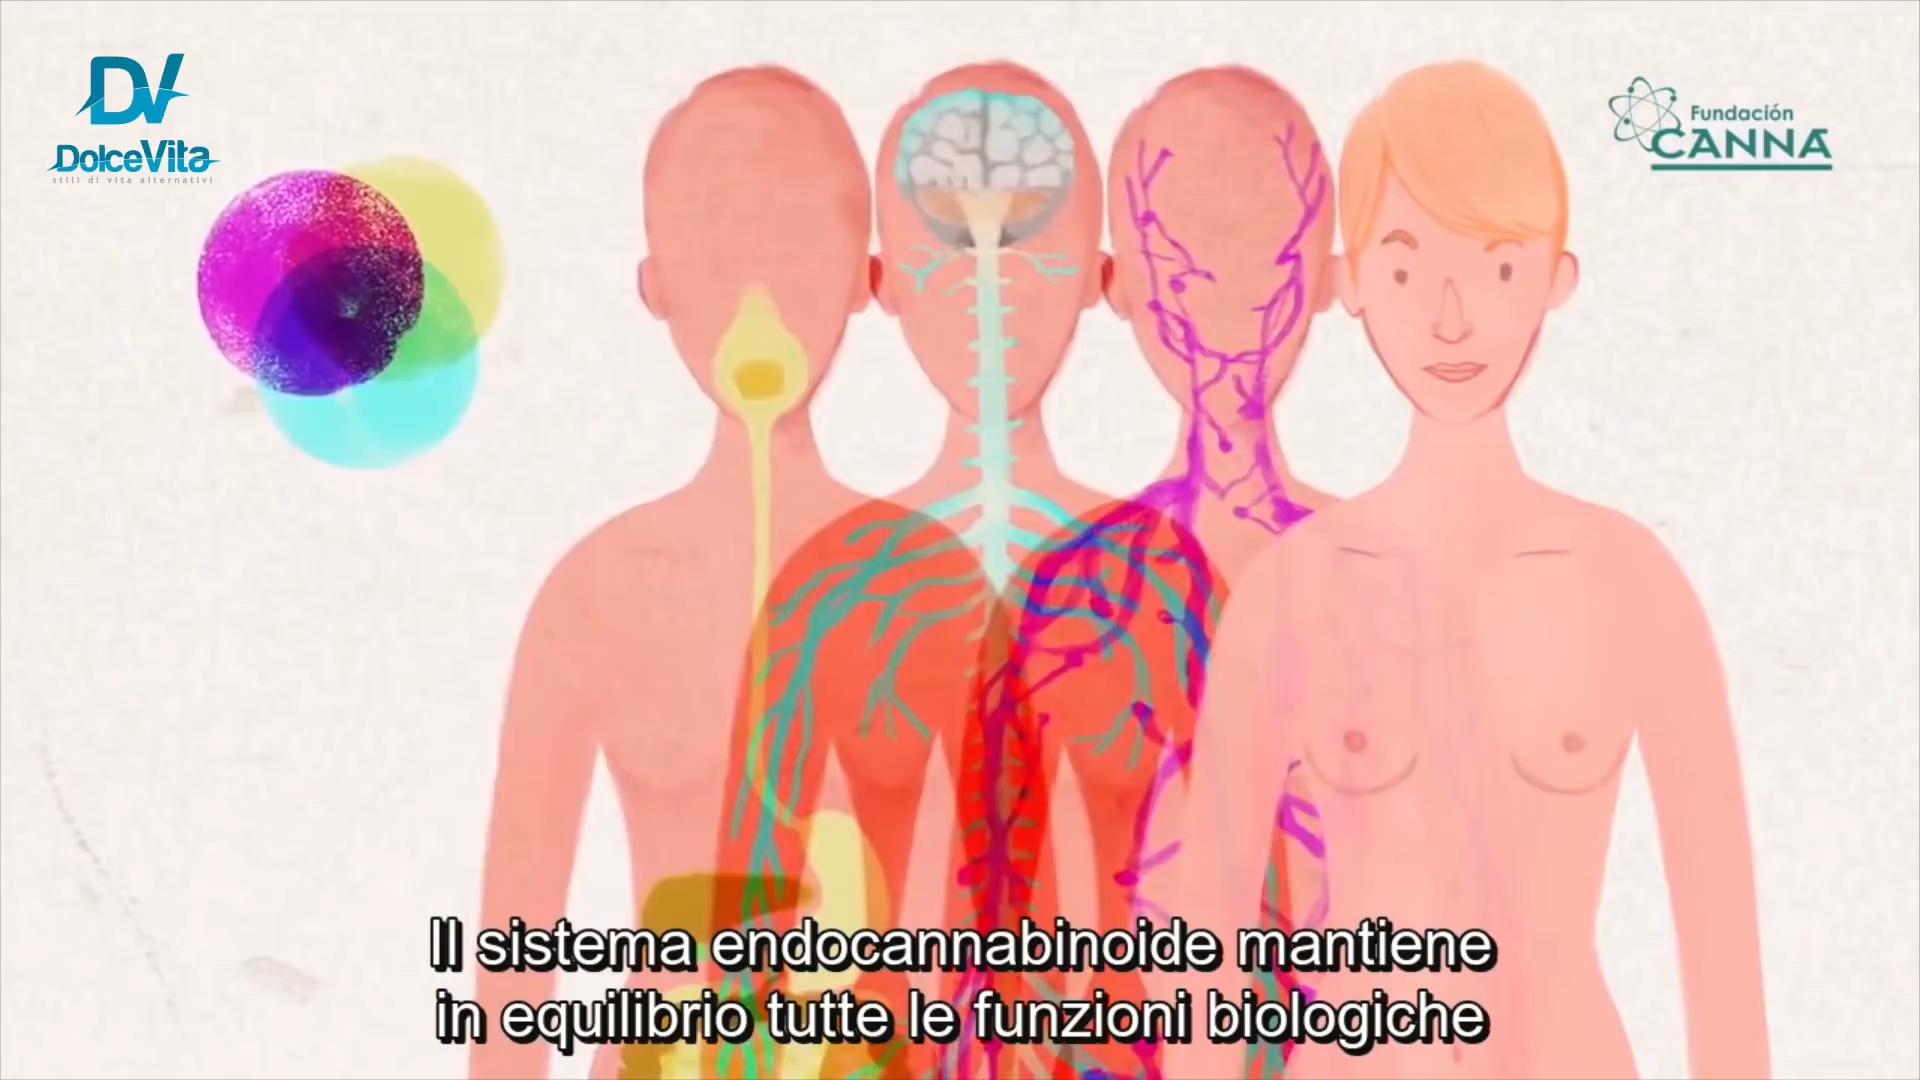 DV
DolceVita
stili di vita alternativi
Fundación
CANNA
Il sistema endocannabinoide mantiene
in equilibrio tutte le funzioni biologiche